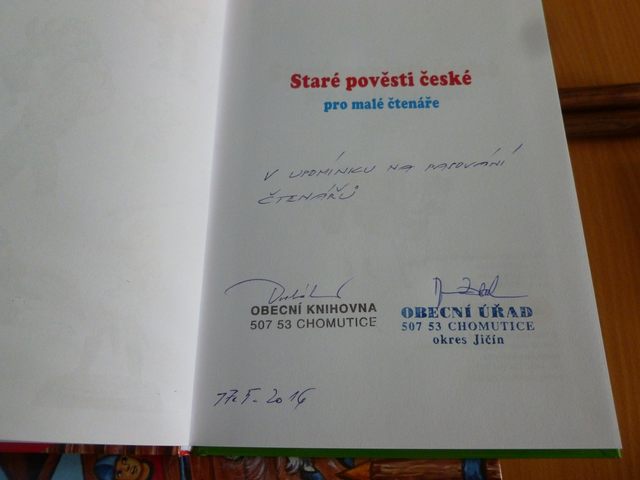 Staré pověsti české
pro malé čtenáře
V UPOMÍNKU NA PASOVÁNÍ
ČTENÁŘŮ
OBECNÍ KNIHOVNA
507 53 CHOMUTICE
OBECNÍ ÚŘAD
507 53 CHOMUTICE
okres Jičín
17. 5. 2016